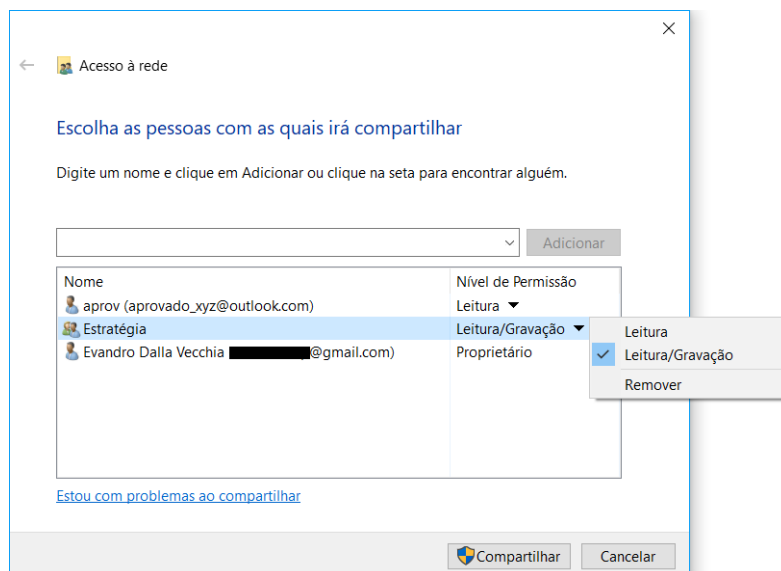 Acesso à rede
Escolha as pessoas com as quais irá compartilhar
Digite um nome e clique em Adicionar ou clique na seta para encontrar alguém.
Adicionar
Nome Nível de Permissão
aprov (aprovado_xyz@outlook.com) Leitura
Estratégia Leitura/Gravação
Evandro Dalla Vecchia @gmail.com) Proprietário
Leitura
Leitura/Gravação
Remover
Estou com problemas ao compartilhar
Compartilhar Cancelar